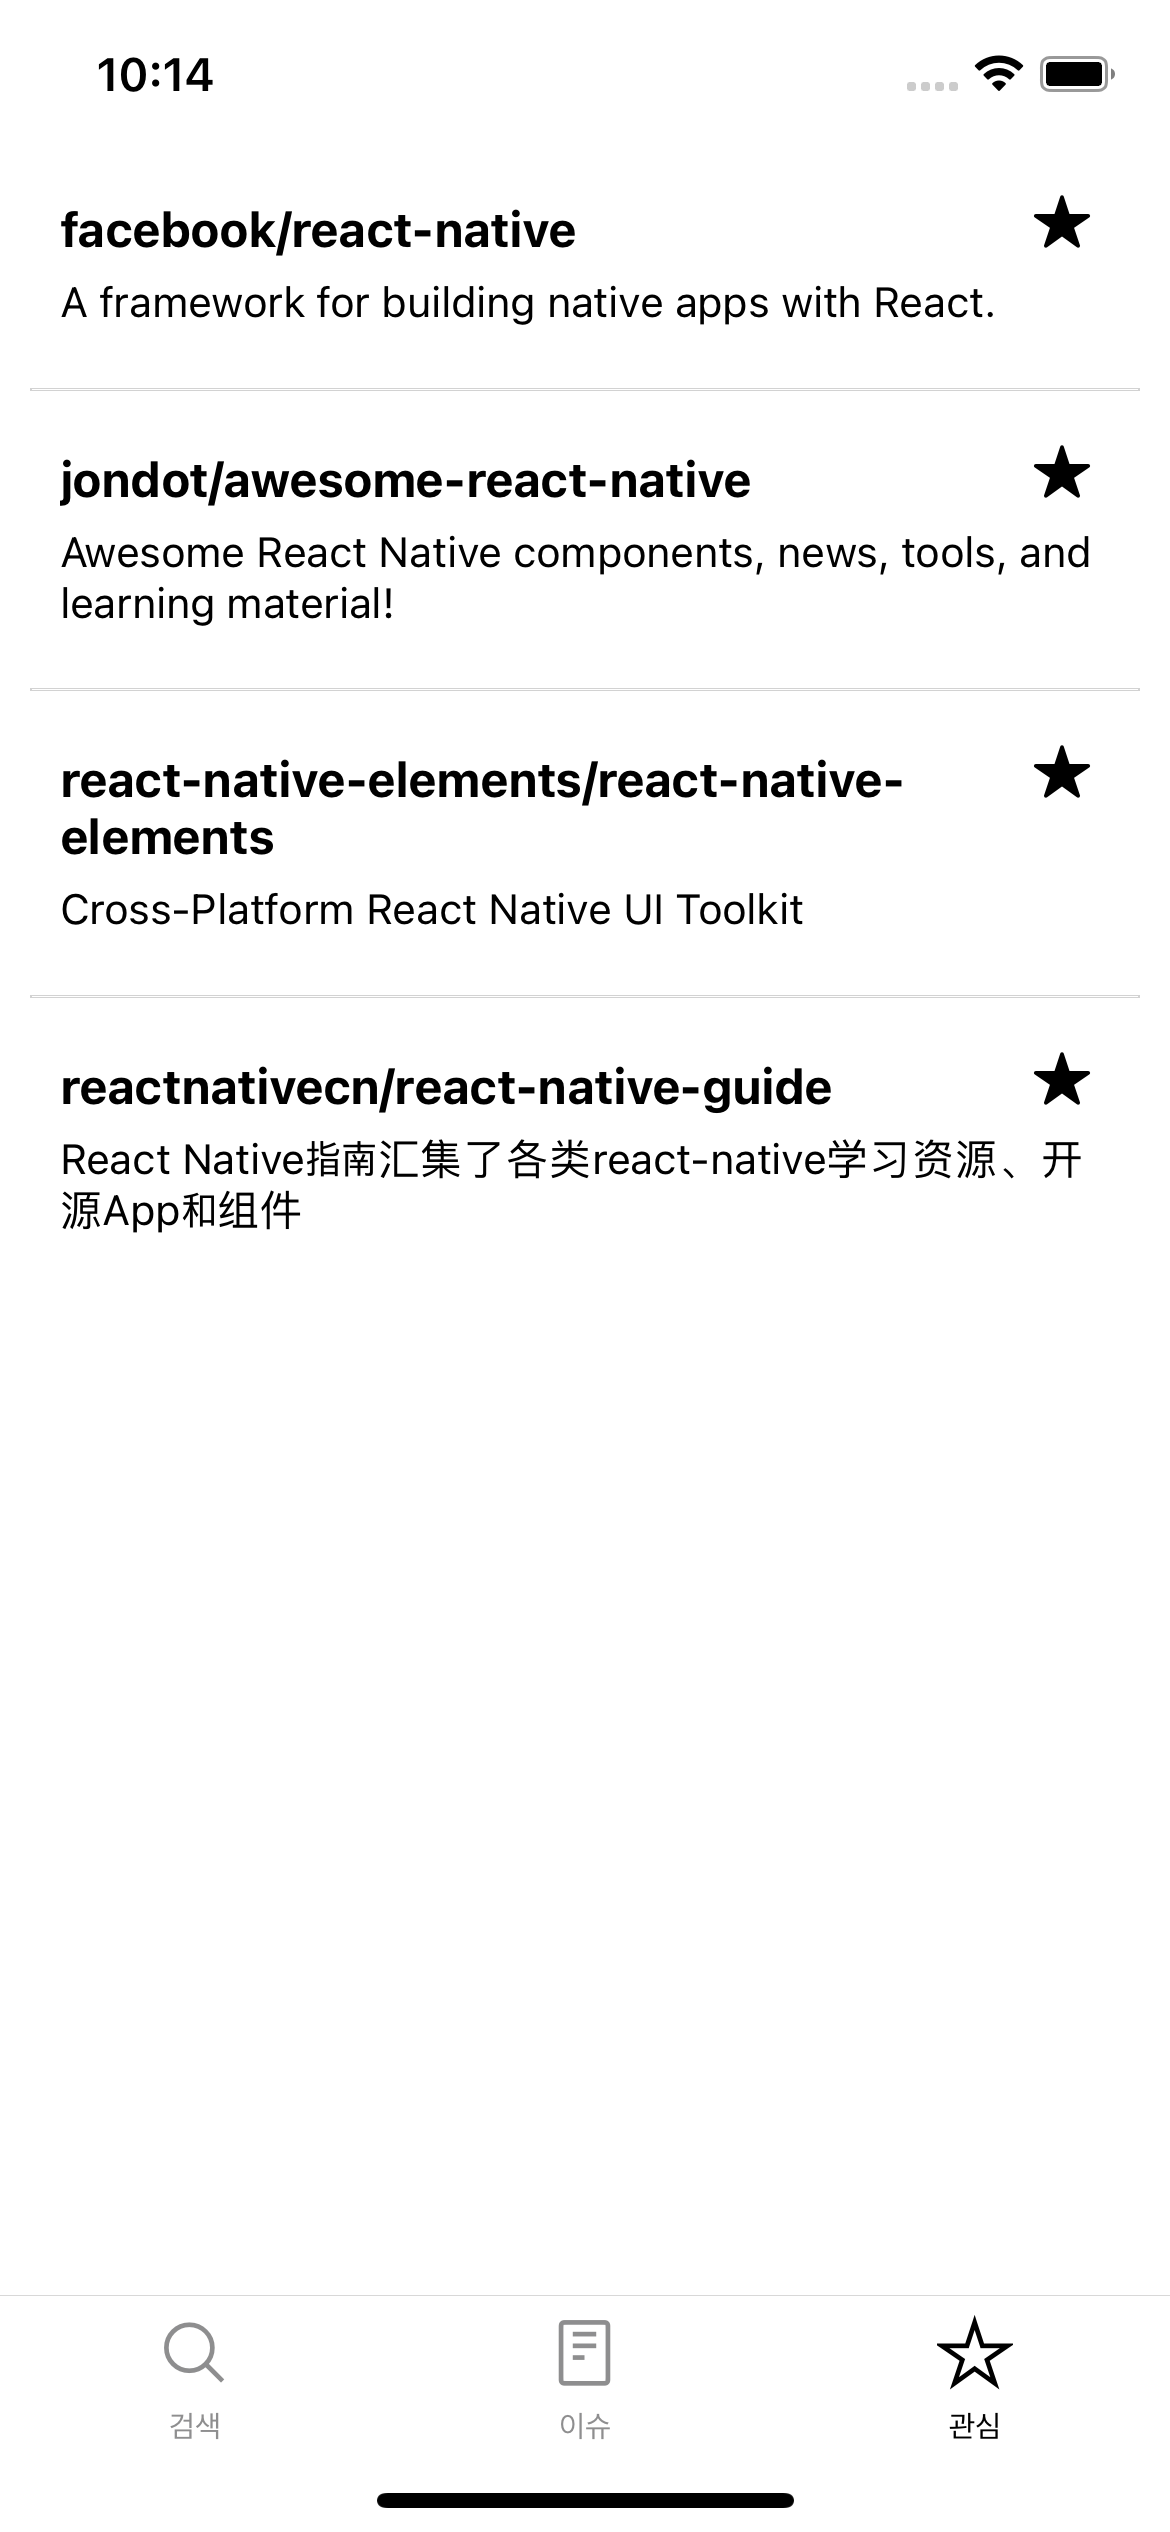 10:14
facebook/react-native
A framework for building native apps with React.
jondot/awesome-react-native
Awesome React Native components, news, tools, and
learning material!
react-native-elements/react-native-
elements
Cross-Platform React Native UI Toolkit
reactnativecn/react-native-guide
React Native指南汇集了各类react-native学习资源、开
源App和组件
검색
이슈
관심